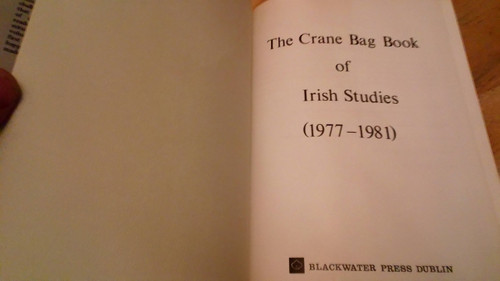 The Crane Bag Book
of
Irish Studies
(1977–1981)
BLACKWATER PRESS DUBLIN